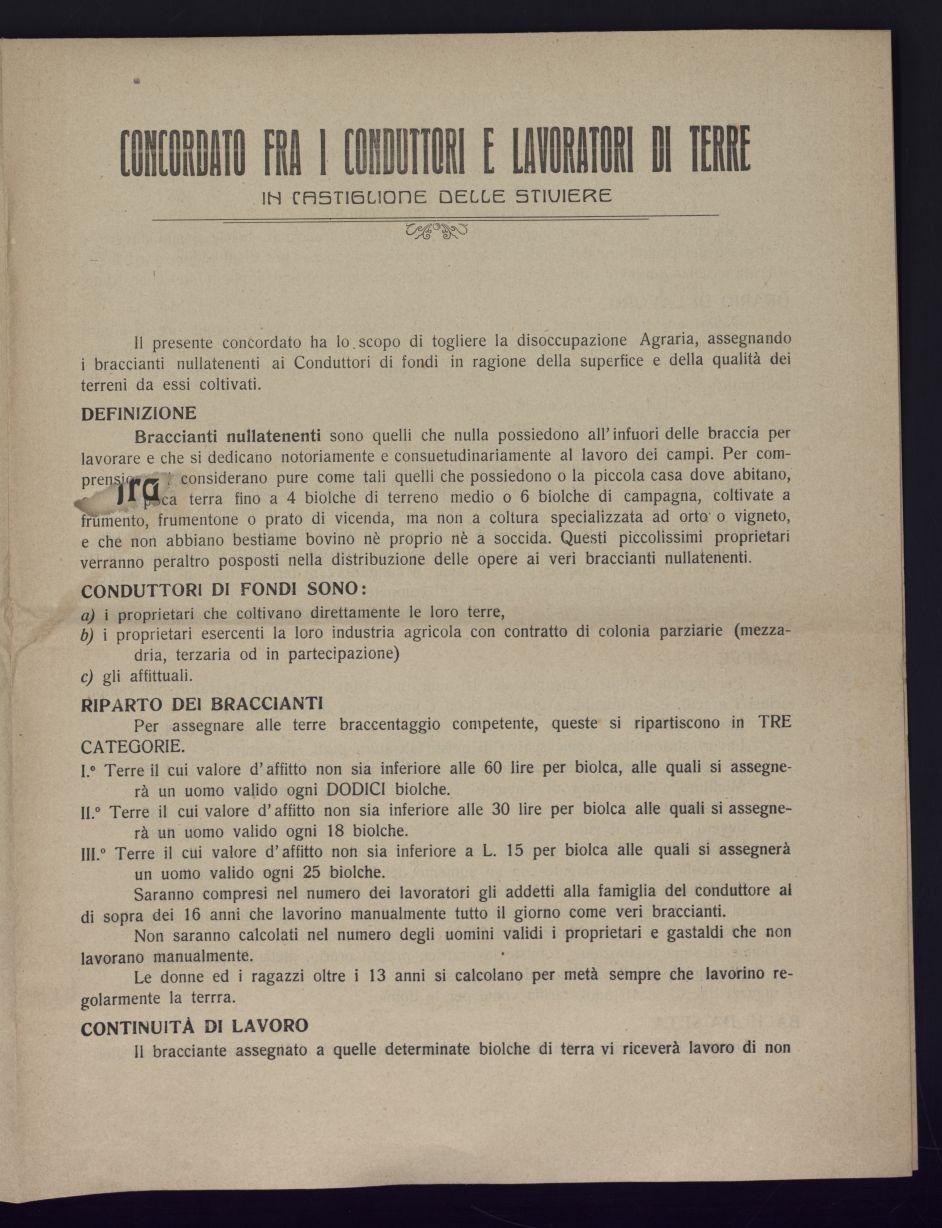 CONCORDATO FRA I CONDUTTORI E LAVORATORI DI TERRE
IN CASTIGLIONE DELLE STIVIERE
Il presente concordato ha lo scopo di togliere la disoccupazione Agraria, assegnando
i braccianti nullatenenti ai Conduttori di fondi in ragione della superfice e della qualità dei
terreni da essi coltivati.
DEFINIZIONE
Braccianti nullatenenti sono quelli che nulla possiedono all'infuori delle braccia per
lavorare e che si dedicano notoriamente e consuetudinariamente al lavoro dei campi. Per com-
considerano pure come tali quelli che possiedono o la piccola casa dove abitano,
terra fino a 4 biolche di terreno medio o 6 biolche di campagna, coltivate a
frumento, frumentone o prato di vicenda, ma non a coltura specializzata ad orto o vigneto,
e che non abbiano bestiame bovino nè proprio nè a soccida. Questi piccolissimi proprietari
verranno peraltro posposti nella distribuzione delle opere ai veri braccianti nullatenenti.
CONDUTTORI DI FONDI SONO:
a) i proprietari che coltivano direttamente le loro terre,
b) i proprietari esercenti la loro industria agricola con contratto di colonia parziarie (mezza-
dria, terzaria od in partecipazione)
c) gli affittuali.
RIPARTO DEI BRACCIANTI
Per assegnare alle terre braccentaggio competente, queste si ripartiscono in TRE
CATEGORIE.
I.° Terre il cui valore d'affitto non sia inferiore alle 60 lire per biolca, alle quali si assegne-
rà un uomo valido ogni DODICI biolche.
II.° Terre il cui valore d'affitto non sia inferiore alle 30 lire per biolca alle quali si assegne-
rà un uomo valido ogni 18 biolche.
III.° Terre il cui valore d'affitto non sia inferiore a L. 15 per biolca alle quali si assegnerà
un uomo valido ogni 25 biolche.
Saranno compresi nel numero dei lavoratori gli addetti alla famiglia del conduttore al
di sopra dei 16 anni che lavorino manualmente tutto il giorno come veri braccianti.
Non saranno calcolati nel numero degli uomini validi i proprietari e gastaldi che non
lavorano manualmente.
Le donne ed i ragazzi oltre i 13 anni si calcolano per metà sempre che lavorino re-
golarmente la terrra.
CONTINUITÀ DI LAVORO
Il bracciante assegnato a quelle determinate biolche di terra vi riceverà lavoro di non